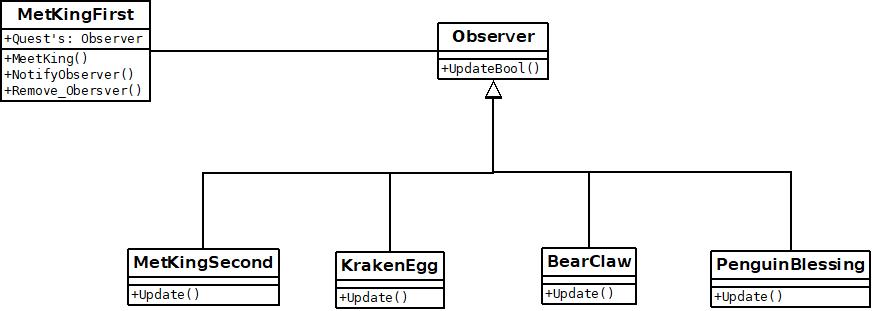 MetKingFirst
+Quest's: Observer
+MeetKing()
+NotifyObserver()
+Remove_Obersver()
Observer
+UpdateBool()
MetKingSecond
+Update()
KrakenEgg
+Update()
BearClaw
+Update()
PenguinBlessing
+Update()